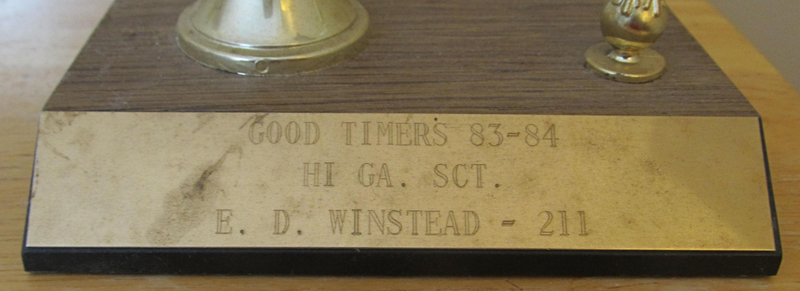 GOOD TIMERS 83-84
HI GA. SCT.
E. D. WINSTEAD - 211